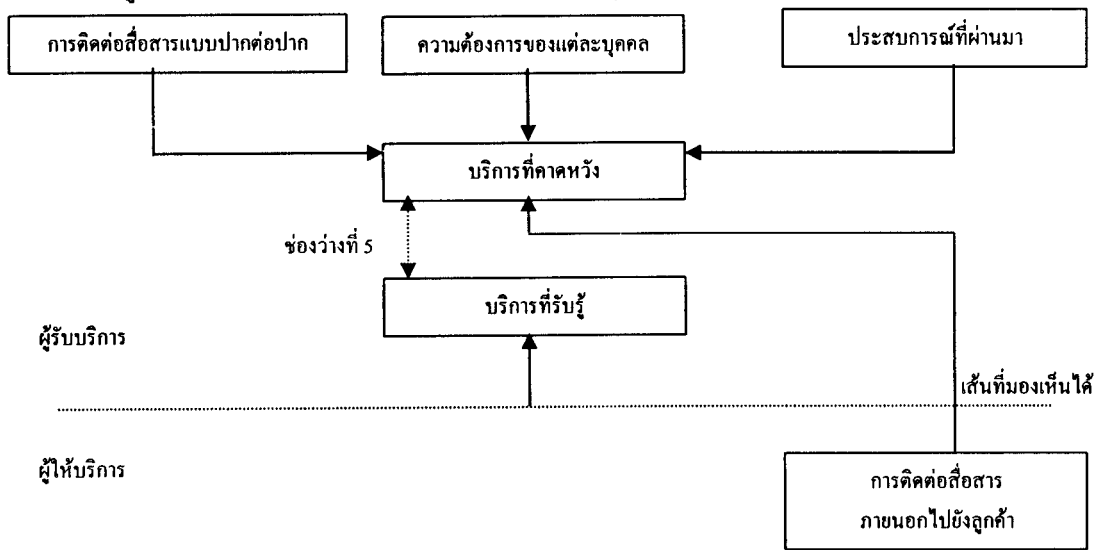 การติดต่อสื่อสารแบบปากต่อปาก
ความต้องการของแต่ละบุคคล
ประสบการณ์ที่ผ่านมา
บริการที่คาดหวัง
ช่องว่างที่ 5
บริการที่รับรู้
ผู้รับบริการ
เส้นที่มองเห็นได้
ผู้ให้บริการ
การติดต่อสื่อสาร
ภายนอกไปยังลูกค้า